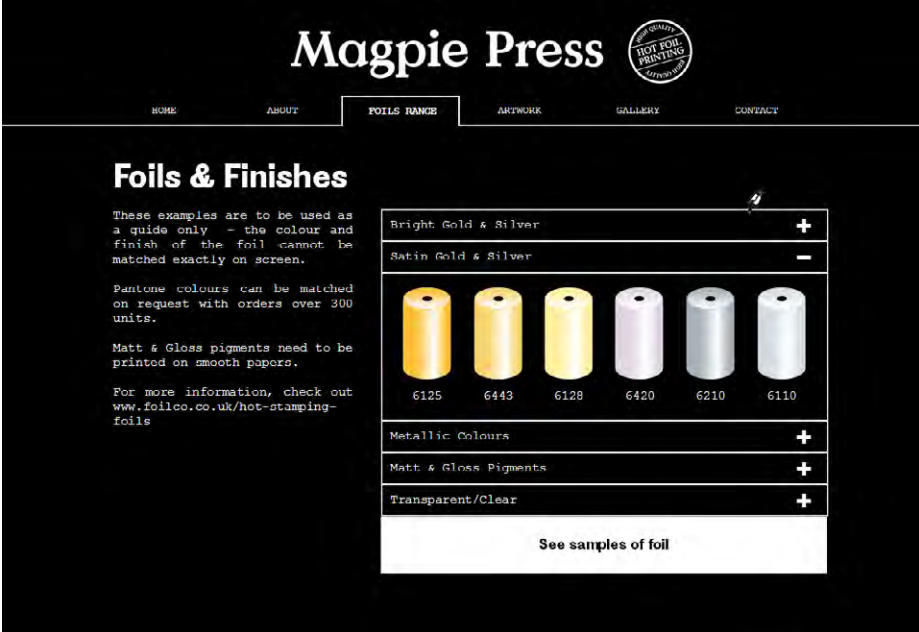 Magpie Press
HIGH QUALITY
HOT FOIL
PRINTING
HIGH QUALITY
HOME ABOUT FOILS RANGE ARTWORK GALLERY CONTACT
Foils & Finishes
These examples are to be used as
a guide only - the colour and
finish of the foil cannot be
matched exactly on screen.
Pantone colours can be matched
on request with orders over 300
units.
Matt & Gloss pigments need to be
printed on smooth papers.
For more information, check out
www.foilco.co.uk/hot-stamping-
foils
Bright Gold & Silver
Satin Gold & Silver
6125 6443 6128 6420 6210 6110
Metallic Colours
Matt & Gloss Pigments
Transparent/Clear
See samples of foil